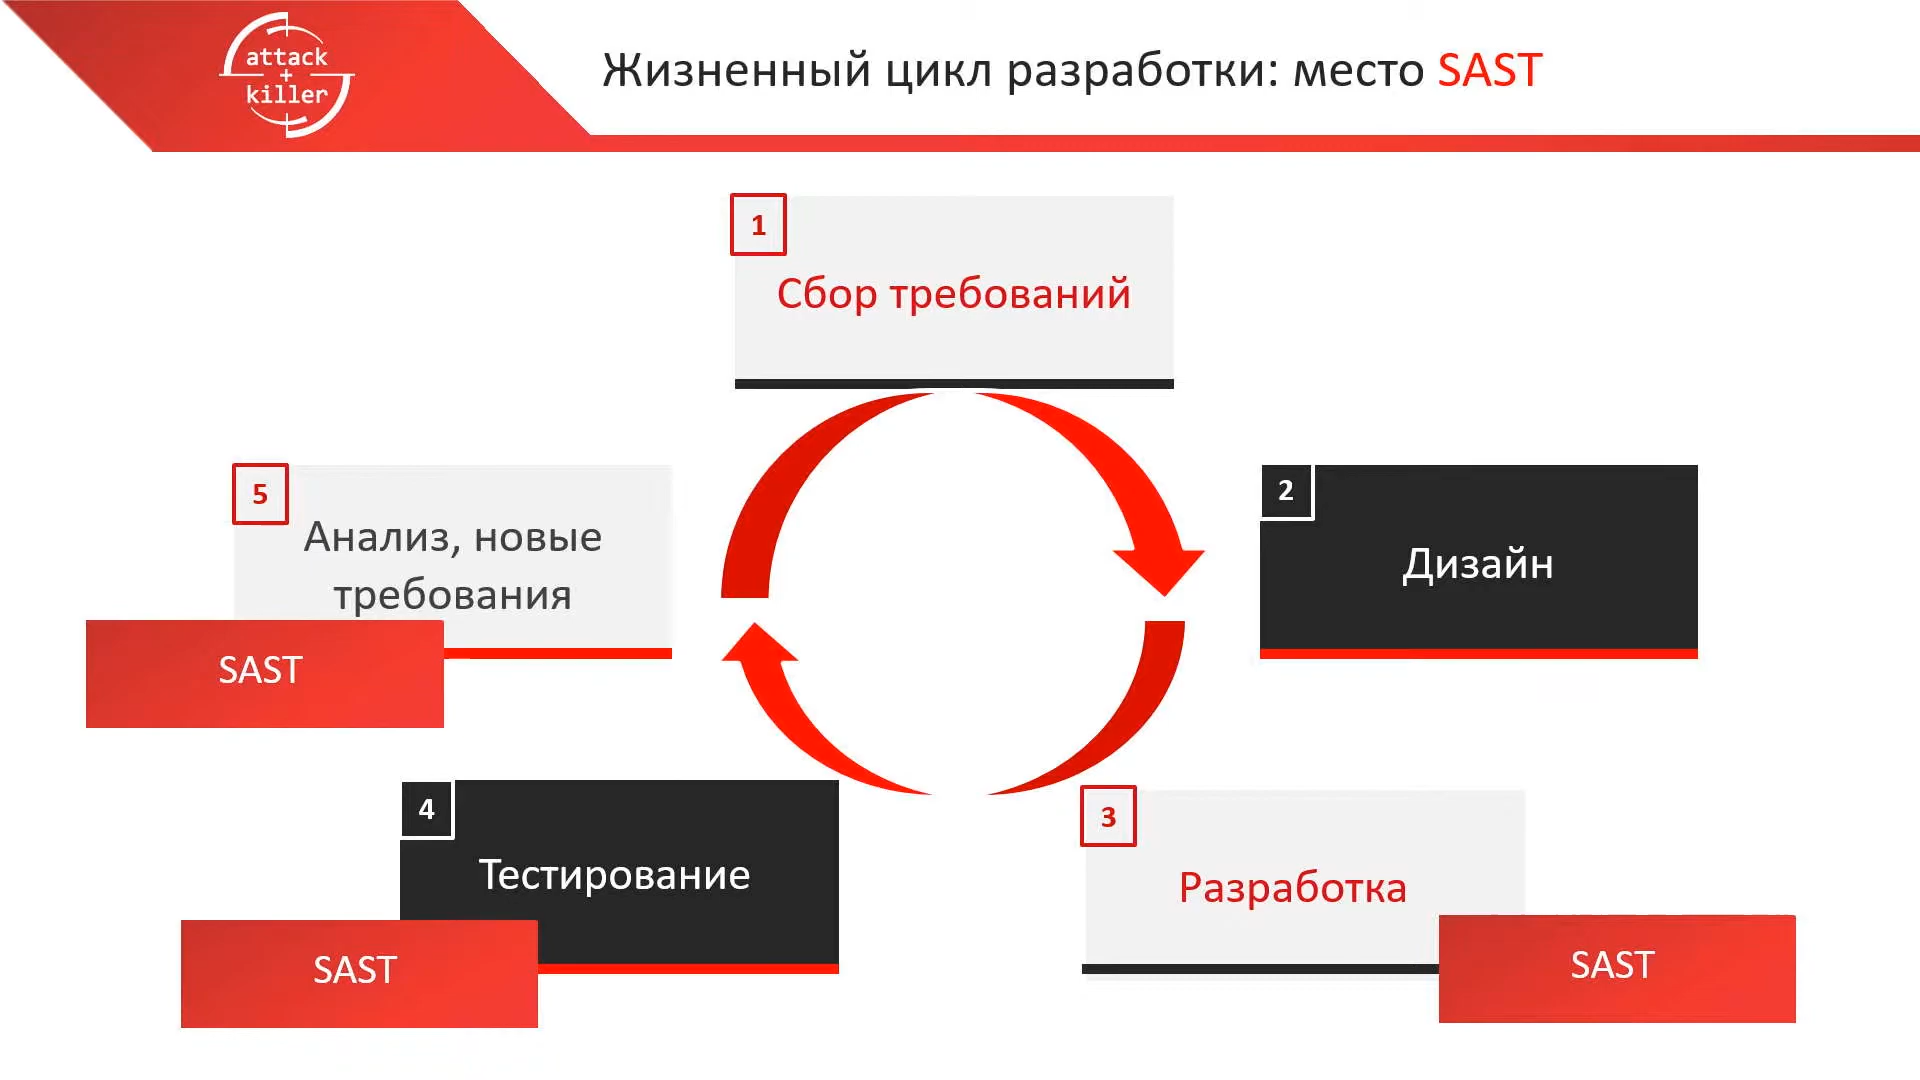 attack
+
killer
Жизненный цикл разработки: место SAST
1
Сбор требований
2
Дизайн
3
Разработка
SAST
4
Тестирование
SAST
5
Анализ, новые
требования
SAST